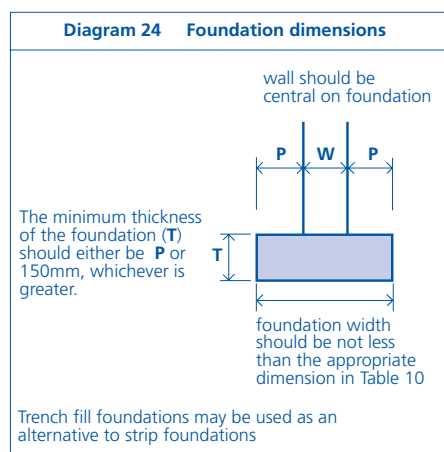 Diagram 24 Foundation dimensions
wall should be
central on foundation
P W P
The minimum thickness
of the foundation (T)
should either be P or
150mm, whichever is
greater.
T
foundation width
should be not less
than the appropriate
dimension in Table 10
Trench fill foundations may be used as an
alternative to strip foundations